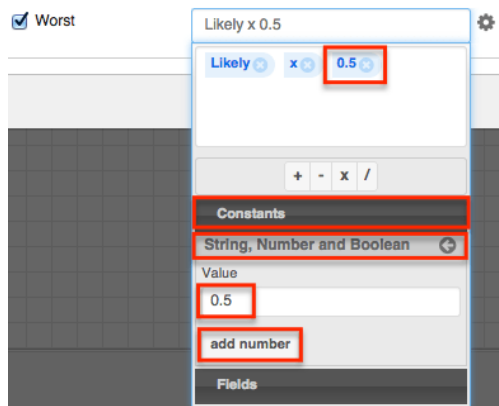 Worst
Likely x 0.5
Likely x 0.5
+ - x /
Constants
String, Number and Boolean
Value
0.5
add number
Fields